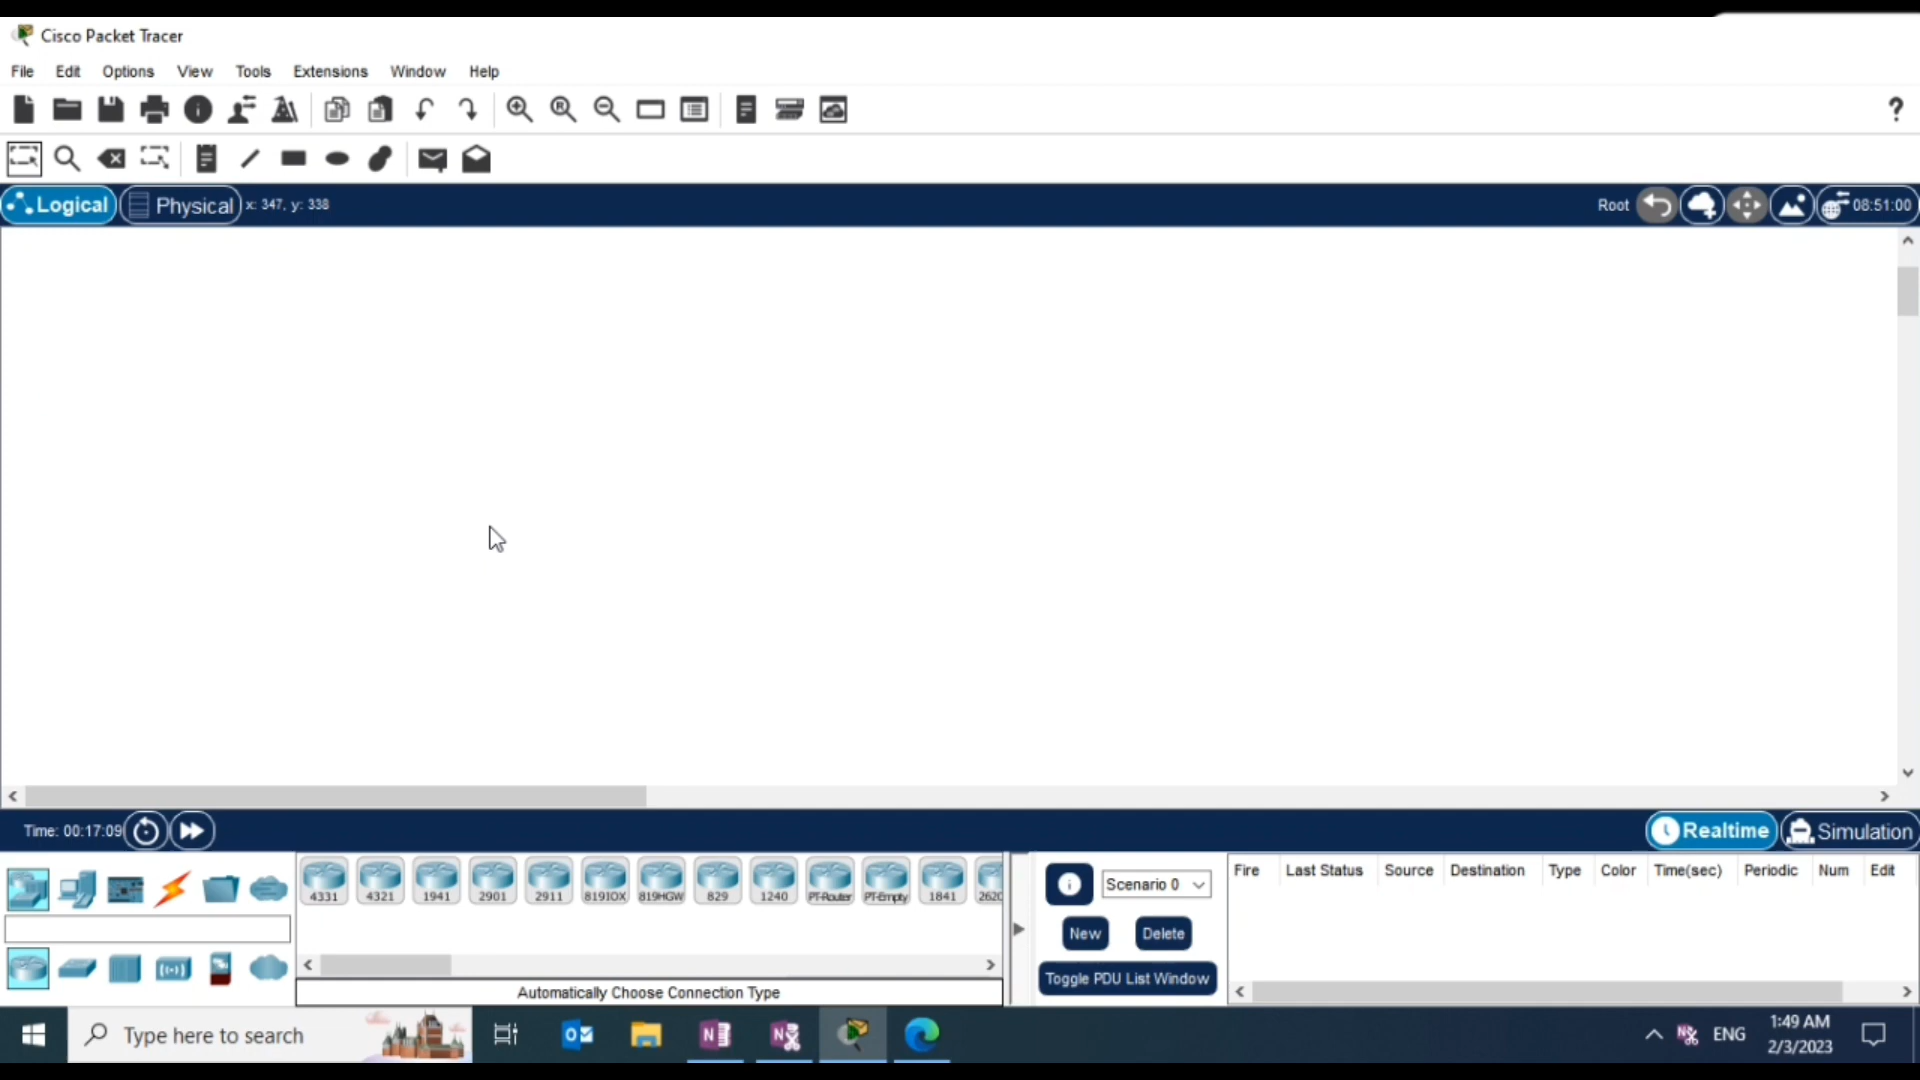 Cisco Packet Tracer
File Edit Options View Tools Extensions Window Help
?
Logical Physical x: 347, y: 338 Root 08:51:00
Time: 00:17:09 Realtime Simulation
4331 4321 1941 2901 2911 819IOX 819HGW 829 1240 PT-Router PT-Empty 1841 262C
Scenario 0
Fire Last Status Source Destination Type Color Time(sec) Periodic Num Edit
New Delete
Toggle PDU List Window
Automatically Choose Connection Type
Type here to search ENG 1:49 AM
2/3/2023